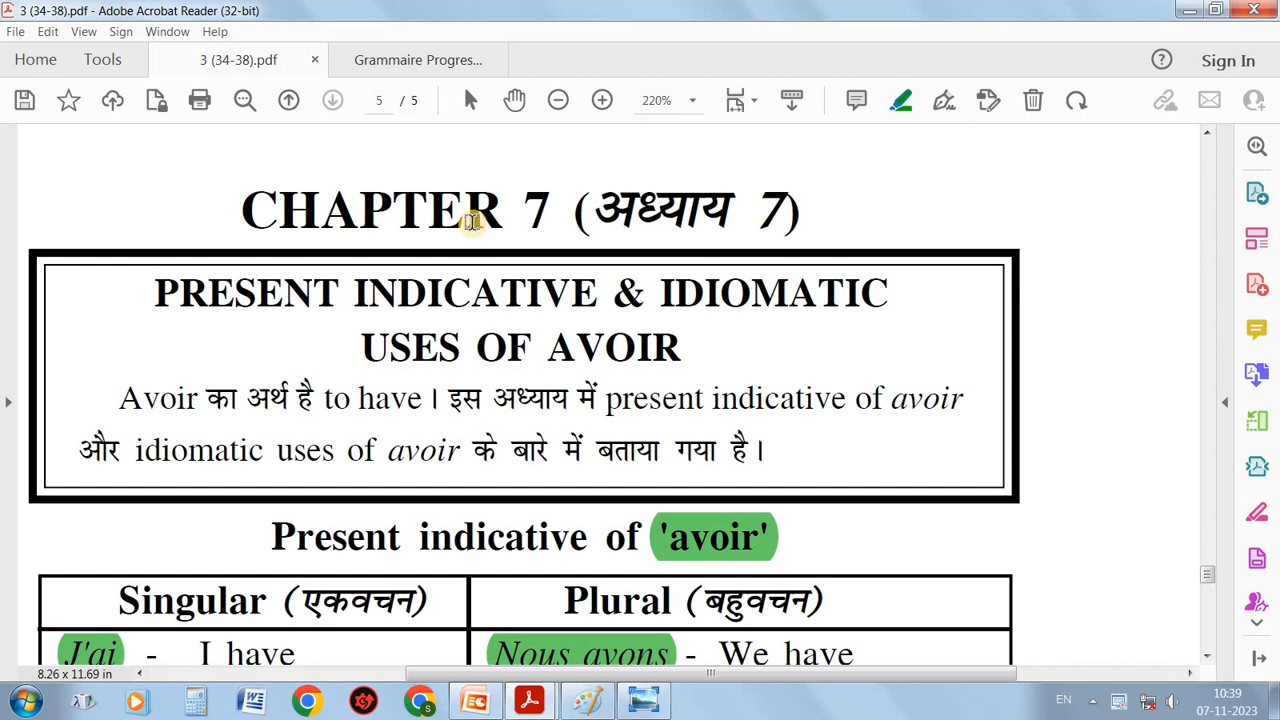 3 (34-38).pdf - Adobe Acrobat Reader (32-bit)
File Edit View Sign Window Help
Home Tools 3 (34-38).pdf × Grammaire Progres... ? Sign In
5 / 5 220%
CHAPTER 7 (अध्याय 7)
PRESENT INDICATIVE & IDIOMATIC
USES OF AVOIR
Avoir का अर्थ है to have। इस अध्याय में present indicative of avoir
और idiomatic uses of avoir के बारे में बताया गया है।
Present indicative of 'avoir'
Singular (एकवचन) Plural (बहुवचन)
J'ai - I have Nous avons - We have
8.26 x 11.69 in
EN 10:39
07-11-2023